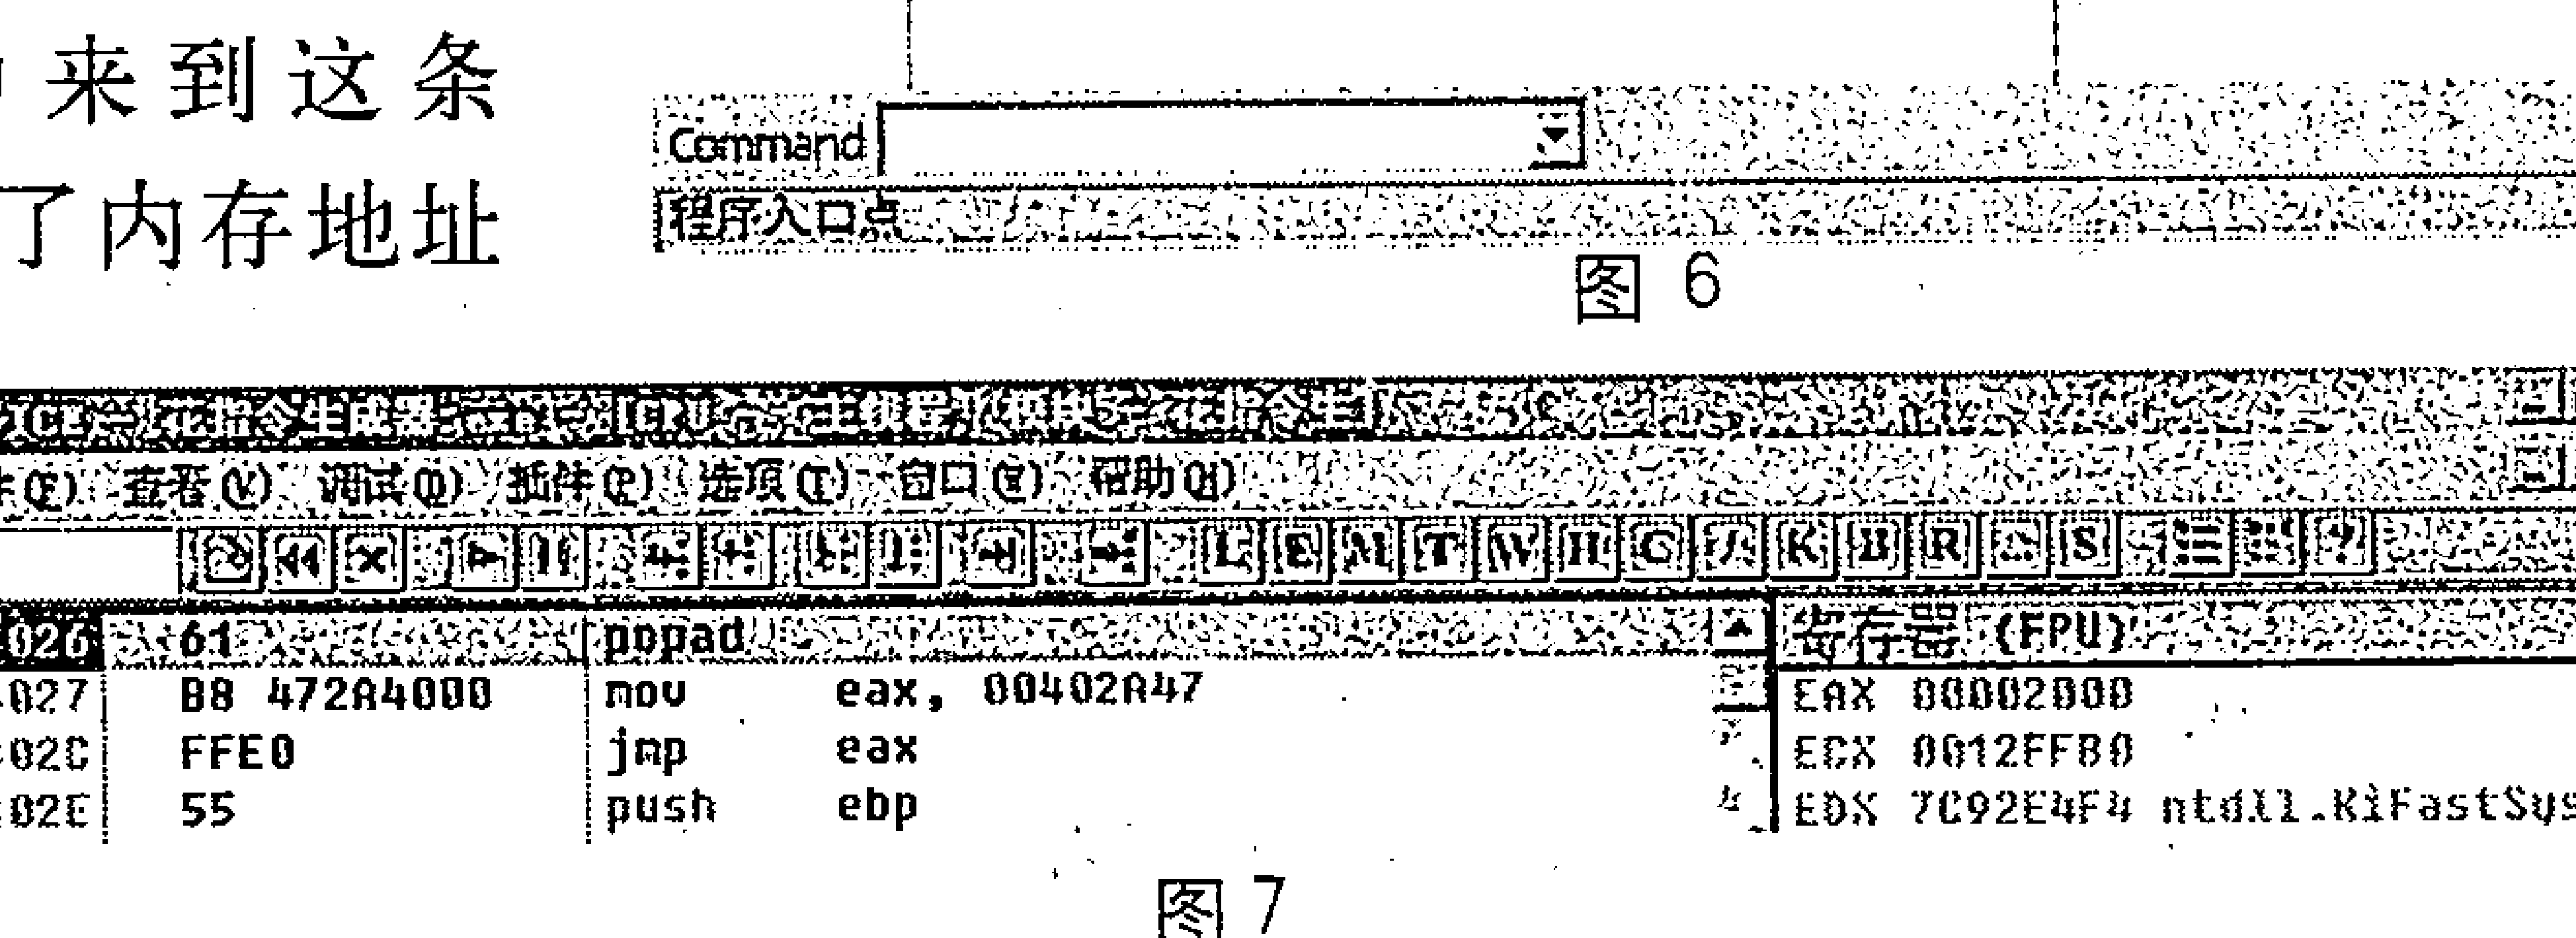 来到这条
了内存地址
Command
程序入口点
图 6
查看(V) 调试(D) 插件(P) 选项(T) 窗口(W) 帮助(H)
L E M T W H C / K B R ... S
026 61 popad 寄存器 (FPU)
027 B8 472A4000 mov eax, 00402A47 EAX 00002B00
02C FFE0 jmp eax ECX 0012FFB0
02E 55 push ebp EDX 7C92E4F4 ntdll.KiFastSys
图 7